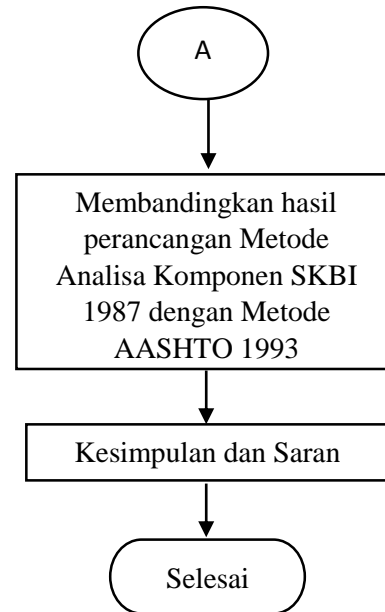 A
Membandingkan hasil
perancangan Metode
Analisa Komponen SKBI
1987 dengan Metode
AASHTO 1993
Kesimpulan dan Saran
Selesai